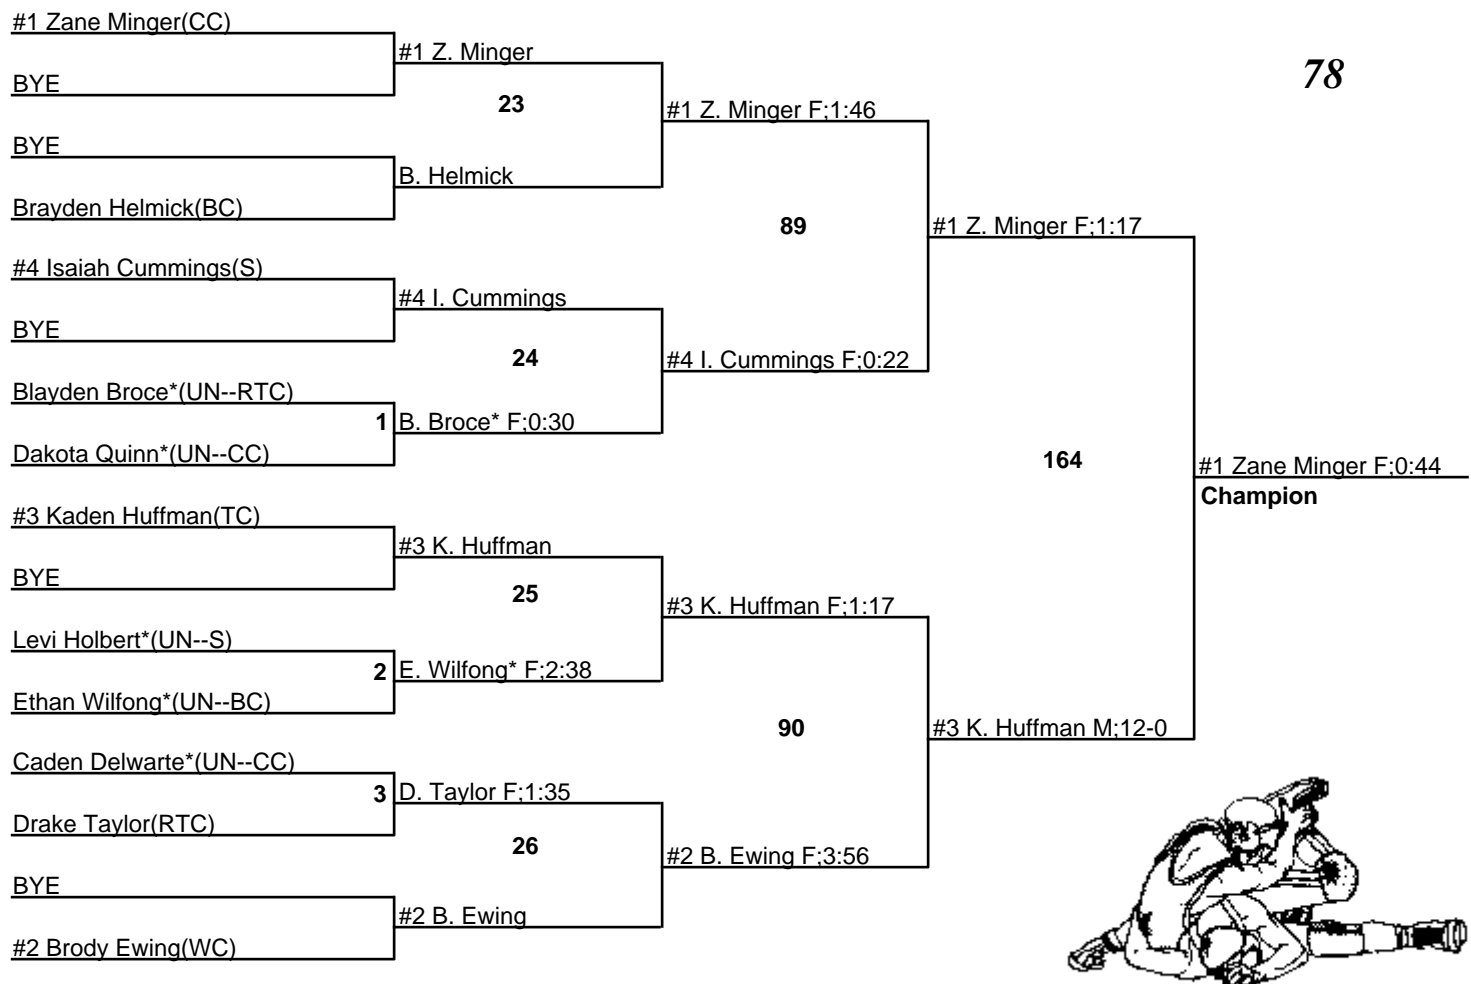 #1 Zane Minger(CC)
BYE
BYE
Brayden Helmick(BC)
#4 Isaiah Cummings(S)
BYE
Blayden Broce*(UN--RTC)
Dakota Quinn*(UN--CC)
#3 Kaden Huffman(TC)
BYE
Levi Holbert*(UN--S)
Ethan Wilfong*(UN--BC)
Caden Delwarte*(UN--CC)
Drake Taylor(RTC)
BYE
#2 Brody Ewing(WC)
#1 Z. Minger
23
B. Helmick
#4 I. Cummings
24
1
B. Broce* F;0:30
#3 K. Huffman
25
2
E. Wilfong* F;2:38
3
D. Taylor F;1:35
26
#2 B. Ewing
#1 Z. Minger F;1:46
89
#4 I. Cummings F;0:22
#3 K. Huffman F;1:17
90
#2 B. Ewing F;3:56
#1 Z. Minger F;1:17
164
#3 K. Huffman M;12-0
78
#1 Zane Minger F;0:44
Champion